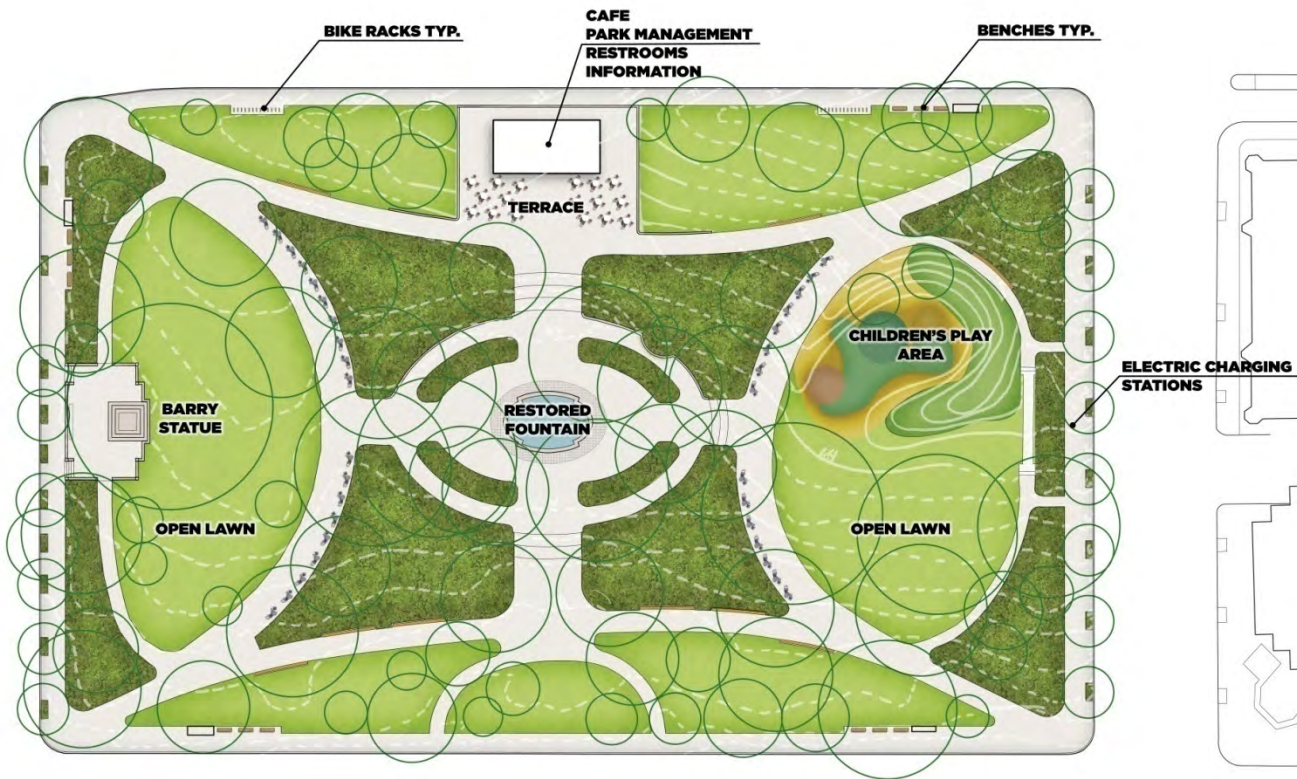 BIKE RACKS TYP.
CAFE
PARK MANAGEMENT
RESTROOMS
INFORMATION
BENCHES TYP.
TERRACE
CHILDREN'S PLAY
AREA
ELECTRIC CHARGING
STATIONS
BARRY
STATUE
RESTORED
FOUNTAIN
OPEN LAWN
OPEN LAWN